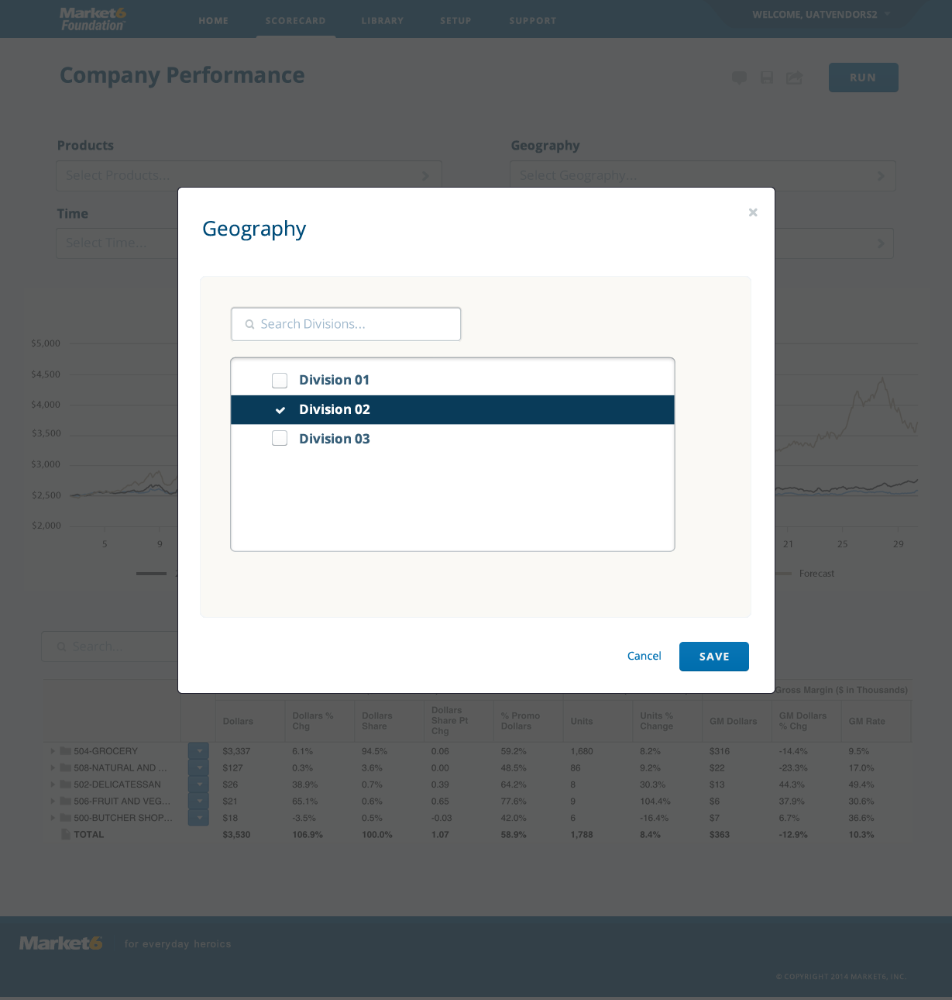 Market6
Foundation
HOME SCORECARD LIBRARY SETUP SUPPORT
WELCOME, UATVENDORS2
Company Performance
RUN
Products
Geography
Select Products...
Select Geography...
Time
Select Time...
Geography
Search Divisions...
Division 01
Division 02
Division 03
Cancel
SAVE
$5,000
$4,500
$4,000
$3,500
$3,000
$2,500
$2,000
5 9 21 25 29
Forecast
Search...
Gross Margin ($ in Thousands)
Dollars Dollars % Chg Dollars Share Dollars Share Pt Chg % Promo Dollars Units Units % Change GM Dollars GM Dollars % Chg GM Rate
504-GROCERY $3,337 6.1% 94.5% 0.06 59.2% 1,680 8.2% $316 -14.4% 9.5%
508-NATURAL AND ... $127 0.3% 3.6% 0.00 48.5% 86 9.2% $22 -23.3% 17.0%
502-DELICATESSAN $26 38.9% 0.7% 0.39 64.2% 8 30.3% $13 44.3% 49.4%
506-FRUIT AND VEG... $21 65.1% 0.6% 0.65 77.6% 9 104.4% $6 37.9% 30.6%
500-BUTCHER SHOP... $18 -3.5% 0.5% -0.03 42.0% 6 -16.4% $7 6.7% 36.6%
TOTAL $3,530 106.9% 100.0% 1.07 58.9% 1,788 8.4% $363 -12.9% 10.3%
Market6 for everyday heroics
© COPYRIGHT 2014 MARKET6, INC.